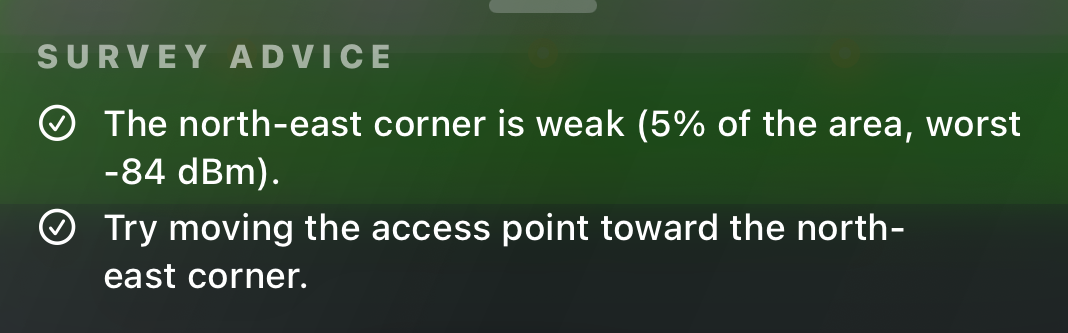 SURVEY ADVICE
The north-east corner is weak (5% of the area, worst
-84 dBm).
Try moving the access point toward the north-
east corner.